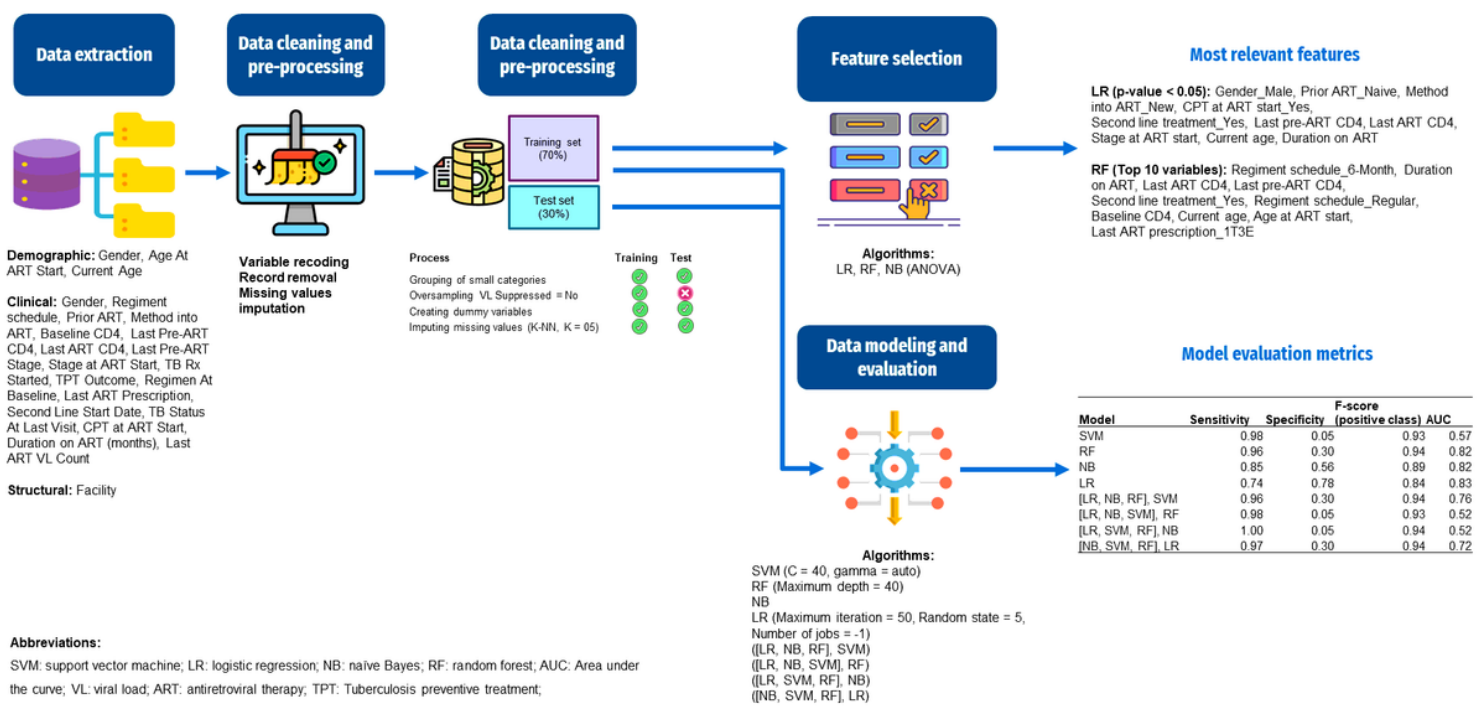 Data extraction
Data cleaning and
pre-processing
Data cleaning and
pre-processing
Feature selection
Most relevant features
Training set
(70%)
Test set
(30%)
LR (p-value < 0.05): Gender_Male, Prior ART_Naive, Method
into ART_New, CPT at ART start_Yes,
Second line treatment_Yes, Last pre-ART CD4, Last ART CD4,
Stage at ART start, Current age, Duration on ART
RF (Top 10 variables): Regiment schedule_6-Month, Duration
on ART, Last ART CD4, Last pre-ART CD4,
Second line treatment_Yes, Regiment schedule_Regular,
Baseline CD4, Current age, Age at ART start,
Last ART prescription_1T3E
Demographic: Gender, Age At
ART Start, Current Age
Clinical: Gender, Regiment
schedule, Prior ART, Method into
ART, Baseline CD4, Last Pre-ART
CD4, Last ART CD4, Last Pre-ART
Stage, Stage at ART Start, TB Rx
Started, TPT Outcome, Regimen At
Baseline, Last ART Prescription,
Second Line Start Date, TB Status
At Last Visit, CPT at ART Start,
Duration on ART (months), Last
ART VL Count
Structural: Facility
Variable recoding
Record removal
Missing values
imputation
Process Training Test
Grouping of small categories
Oversampling VL Suppressed = No
Creating dummy variables
Imputing missing values (K-NN, K = 05)
Algorithms:
LR, RF, NB (ANOVA)
Data modeling and
evaluation
Algorithms:
SVM (C = 40, gamma = auto)
RF (Maximum depth = 40)
NB
LR (Maximum iteration = 50, Random state = 5,
Number of jobs = -1)
([LR, NB, RF], SVM)
([LR, NB, SVM], RF)
([LR, SVM, RF], NB)
([NB, SVM, RF], LR)
Model evaluation metrics
F-score
Model Sensitivity Specificity (positive class) AUC
SVM 0.98 0.05 0.93 0.57
RF 0.96 0.30 0.94 0.82
NB 0.85 0.56 0.89 0.82
LR 0.74 0.78 0.84 0.83
[LR, NB, RF], SVM 0.96 0.30 0.94 0.76
[LR, NB, SVM], RF 0.98 0.05 0.93 0.52
[LR, SVM, RF], NB 1.00 0.05 0.94 0.52
[NB, SVM, RF], LR 0.97 0.30 0.94 0.72
Abbreviations:
SVM: support vector machine; LR: logistic regression; NB: naïve Bayes; RF: random forest; AUC: Area under
the curve; VL: viral load; ART: antiretroviral therapy; TPT: Tuberculosis preventive treatment;